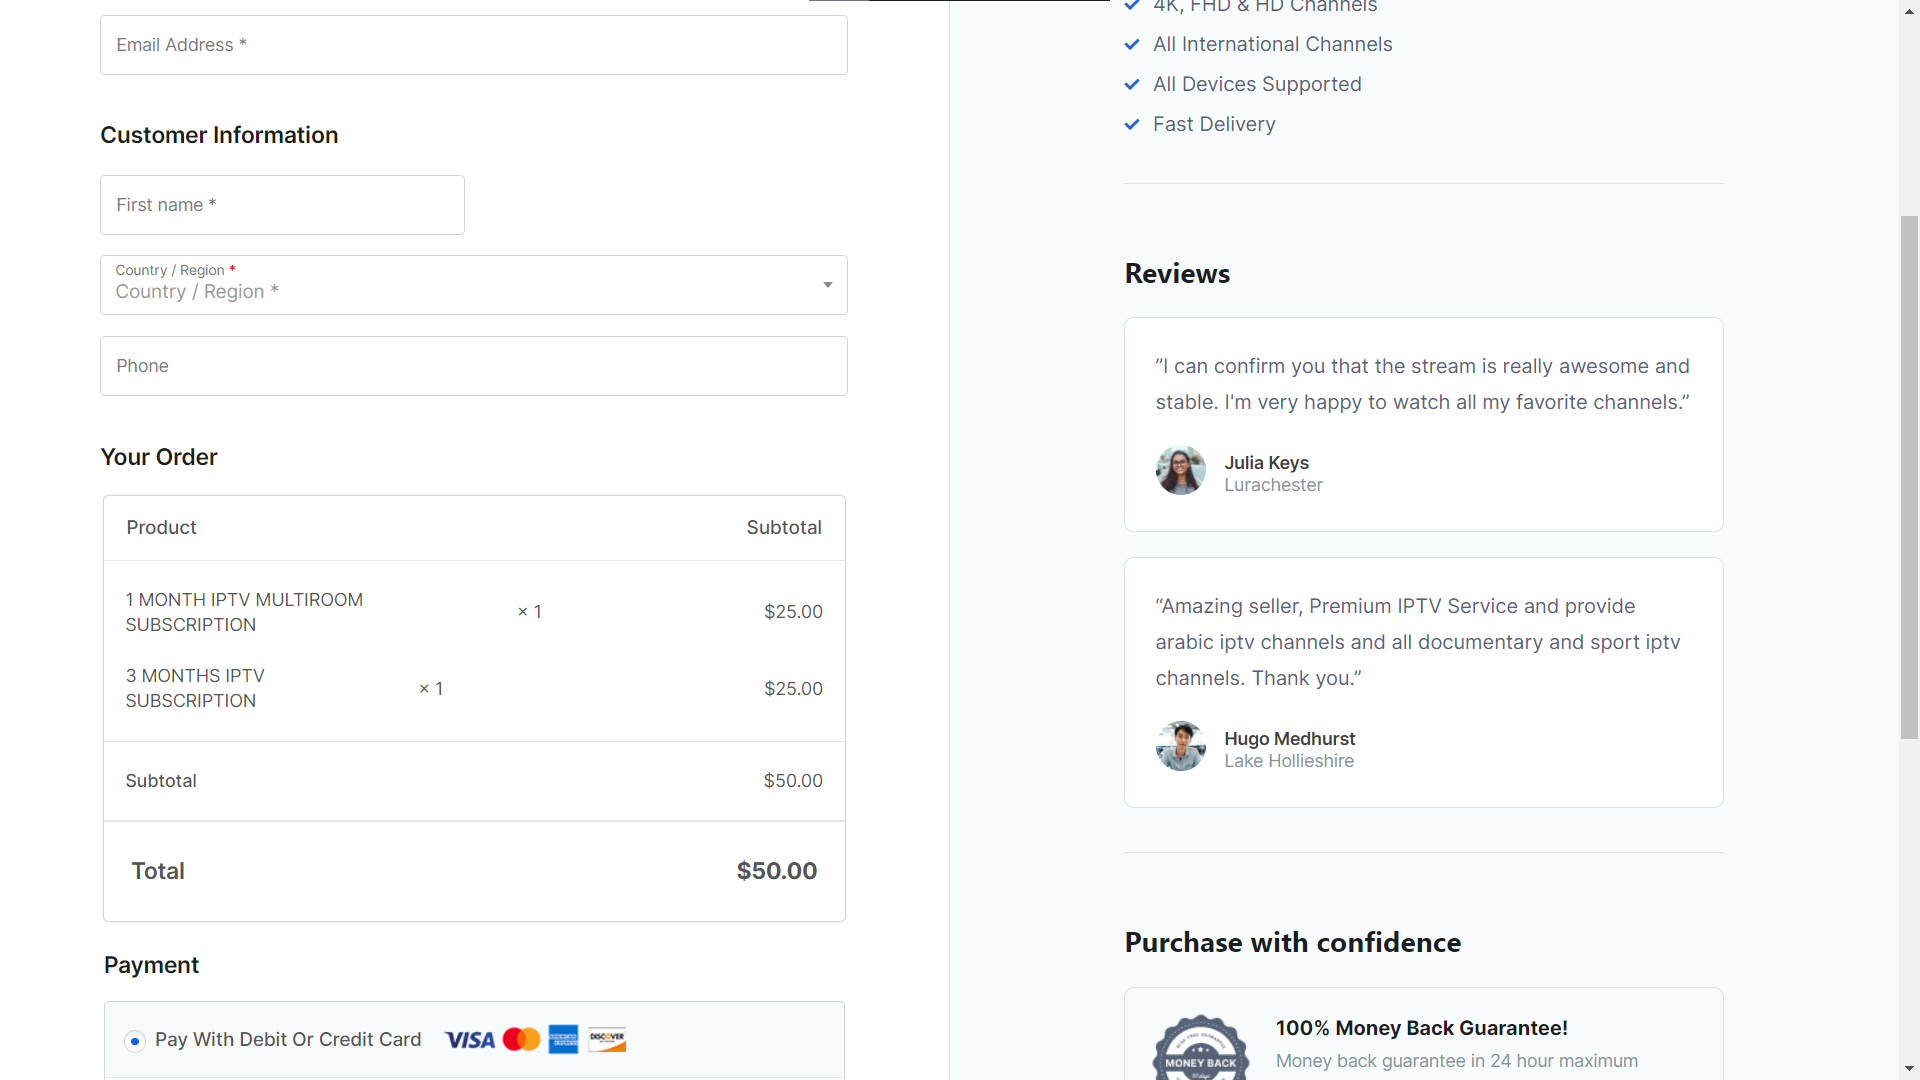 Email Address *
Customer Information
First name *
Country / Region *
Country / Region *
Phone
Your Order
Product Subtotal
1 MONTH IPTV MULTIROOM
SUBSCRIPTION × 1 $25.00
3 MONTHS IPTV
SUBSCRIPTION × 1 $25.00
Subtotal $50.00
Total $50.00
Payment
Pay With Debit Or Credit Card VISA AMERICAN EXPRESS DISCOVER
4K, FHD & HD Channels
All International Channels
All Devices Supported
Fast Delivery
Reviews
”I can confirm you that the stream is really awesome and
stable. I'm very happy to watch all my favorite channels.”
Julia Keys
Lurachester
“Amazing seller, Premium IPTV Service and provide
arabic iptv channels and all documentary and sport iptv
channels. Thank you.”
Hugo Medhurst
Lake Hollieshire
Purchase with confidence
MONEY BACK
100% Money Back Guarantee!
Money back guarantee in 24 hour maximum